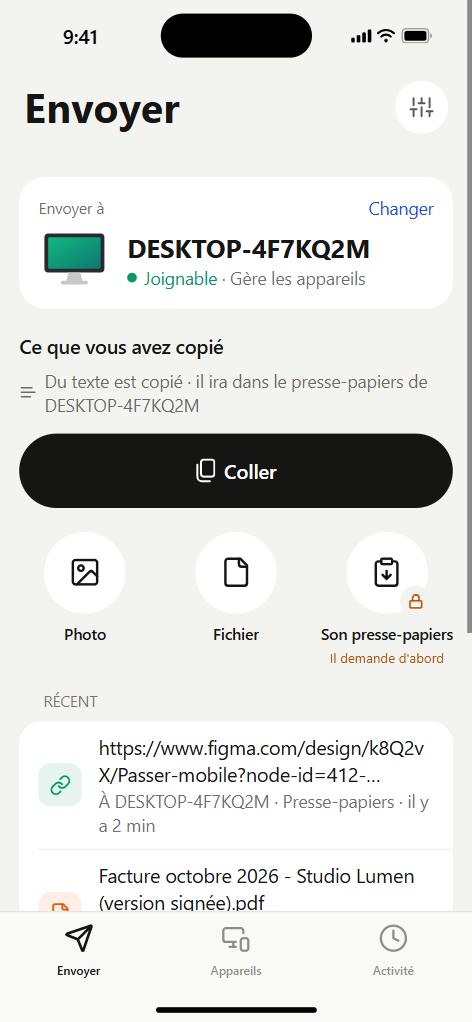 9:41
Envoyer
Envoyer à
Changer
DESKTOP-4F7KQ2M
Joignable · Gère les appareils
Ce que vous avez copié
Du texte est copié · il ira dans le presse-papiers de
DESKTOP-4F7KQ2M
Coller
Photo
Fichier
Son presse-papiers
Il demande d'abord
RÉCENT
https://www.figma.com/design/k8Q2v
X/Passer-mobile?node-id=412-...
À DESKTOP-4F7KQ2M · Presse-papiers · il y
a 2 min
Facture octobre 2026 - Studio Lumen
(version signée).pdf
Envoyer
Appareils
Activité